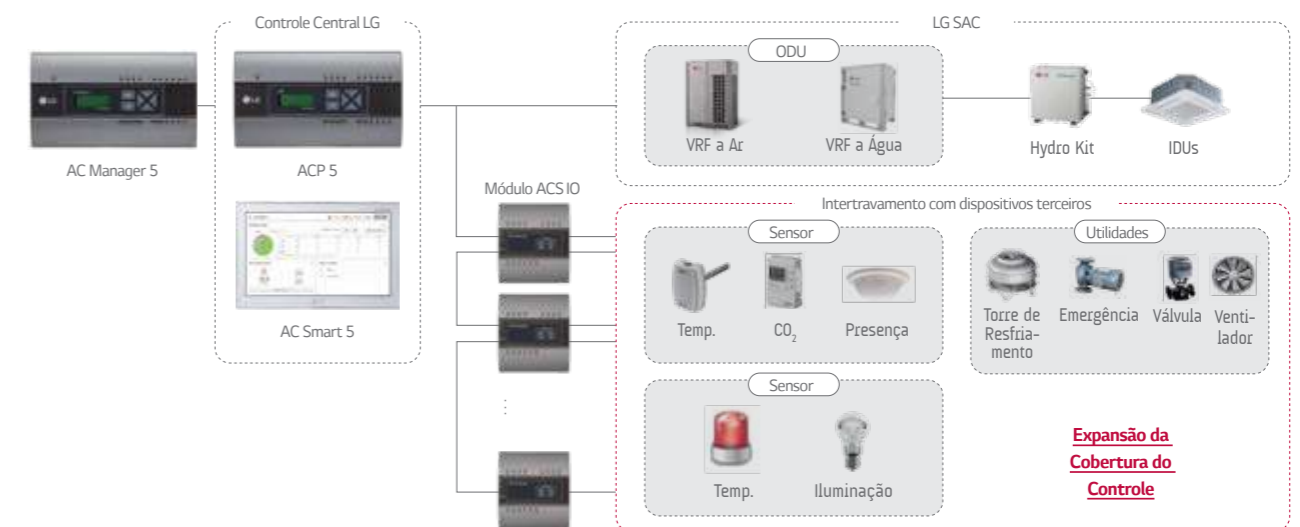 Controle Central LG
LG SAC
ODU
LG
LG
VRF a Ar
VRF a Água
Hydro Kit
IDUs
AC Manager 5
ACP 5
Módulo ACS IO
Intertravamento com dispositivos terceiros
Sensor
Utilidades
Temp.
CO2
Presença
Torre de
Resfria-
mento
Emergência
Válvula
Venti-
lador
AC Smart 5
Sensor
Temp.
Iluminação
Expansão da
Cobertura do
Controle